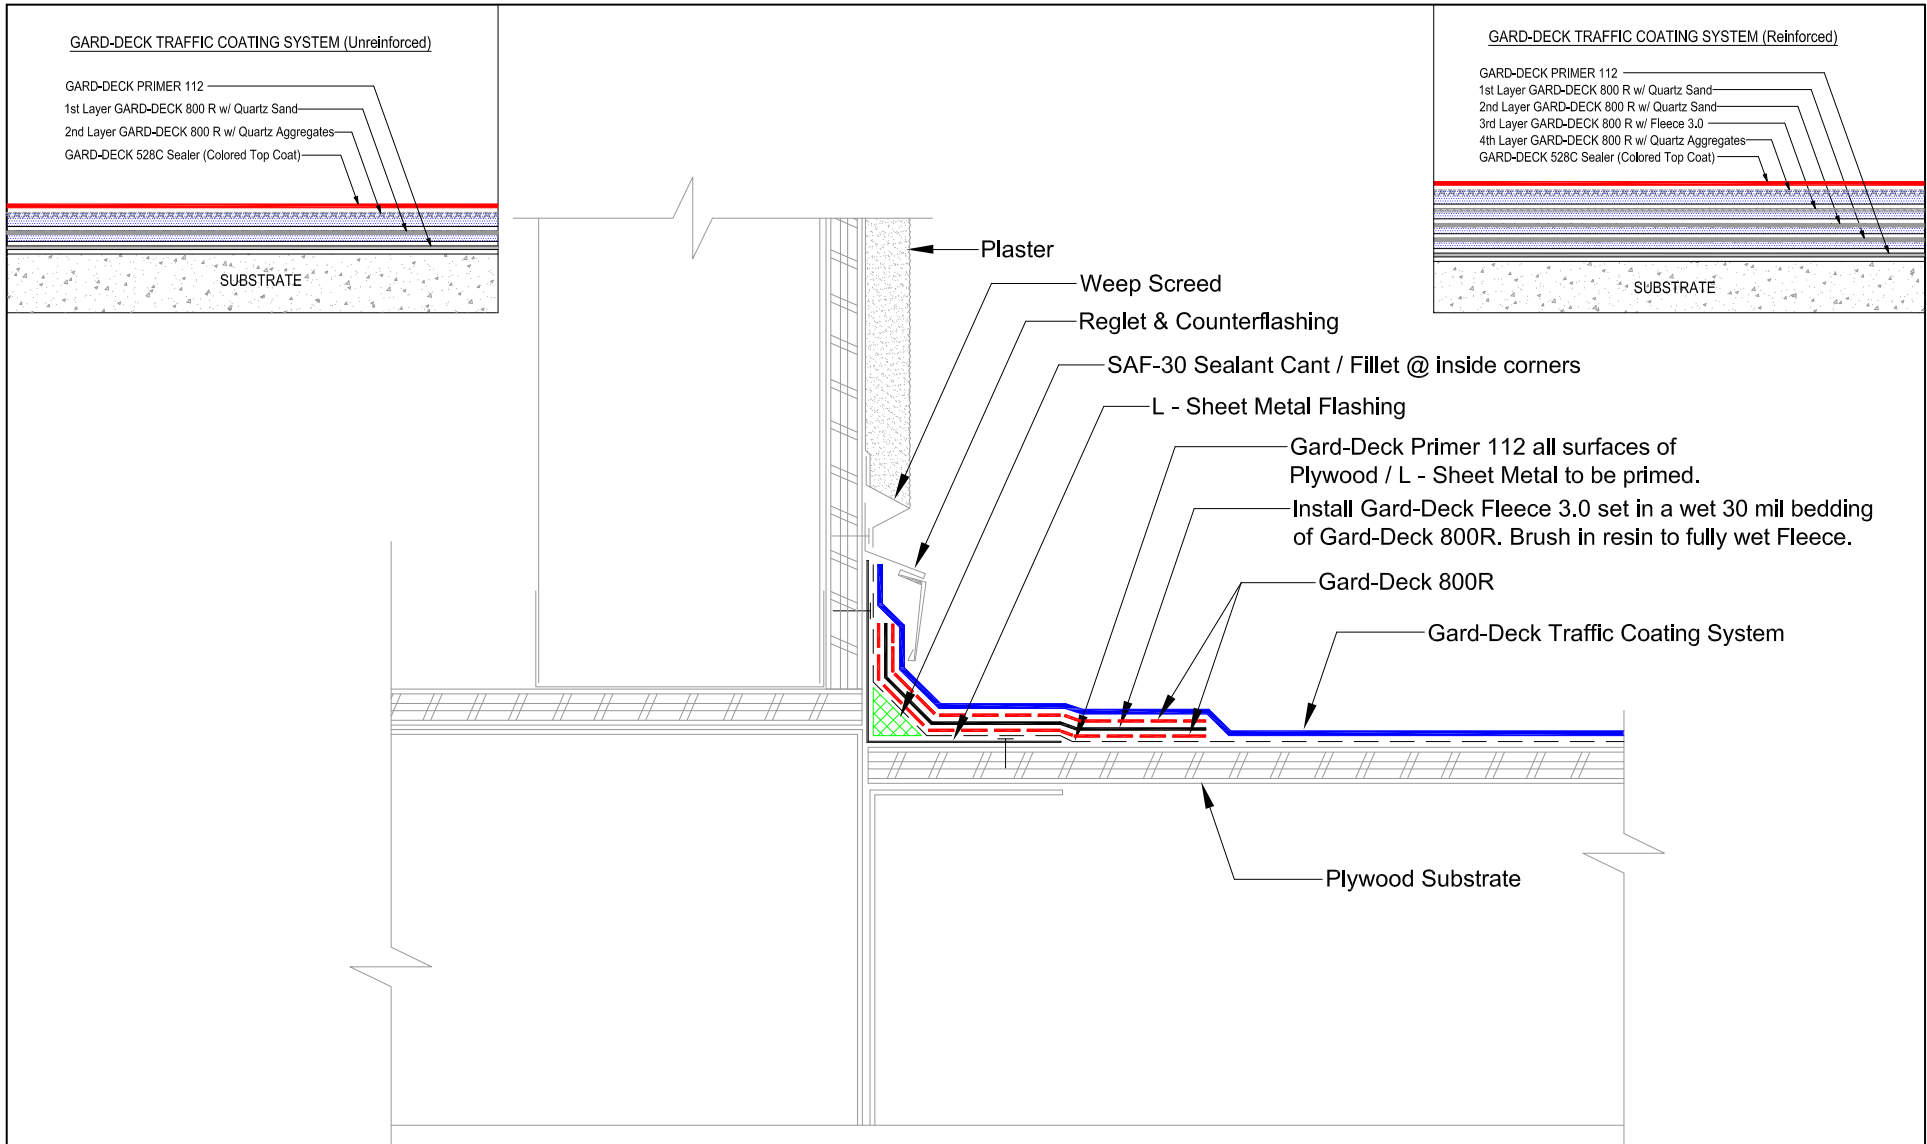 GARD-DECK TRAFFIC COATING SYSTEM (Unreinforced)
GARD-DECK PRIMER 112
1st Layer GARD-DECK 800 R w/ Quartz Sand
2nd Layer GARD-DECK 800 R w/ Quartz Aggregates
GARD-DECK 528C Sealer (Colored Top Coat)
SUBSTRATE
GARD-DECK TRAFFIC COATING SYSTEM (Reinforced)
GARD-DECK PRIMER 112
1st Layer GARD-DECK 800 R w/ Quartz Sand
2nd Layer GARD-DECK 800 R w/ Quartz Sand
3rd Layer GARD-DECK 800 R w/ Fleece 3.0
4th Layer GARD-DECK 800 R w/ Quartz Aggregates
GARD-DECK 528C Sealer (Colored Top Coat)
SUBSTRATE
Plaster
Weep Screed
Reglet & Counterflashing
SAF-30 Sealant Cant / Fillet @ inside corners
L - Sheet Metal Flashing
Gard-Deck Primer 112 all surfaces of
Plywood / L - Sheet Metal to be primed.
Install Gard-Deck Fleece 3.0 set in a wet 30 mil bedding
of Gard-Deck 800R. Brush in resin to fully wet Fleece.
Gard-Deck 800R
Gard-Deck Traffic Coating System
Plywood Substrate